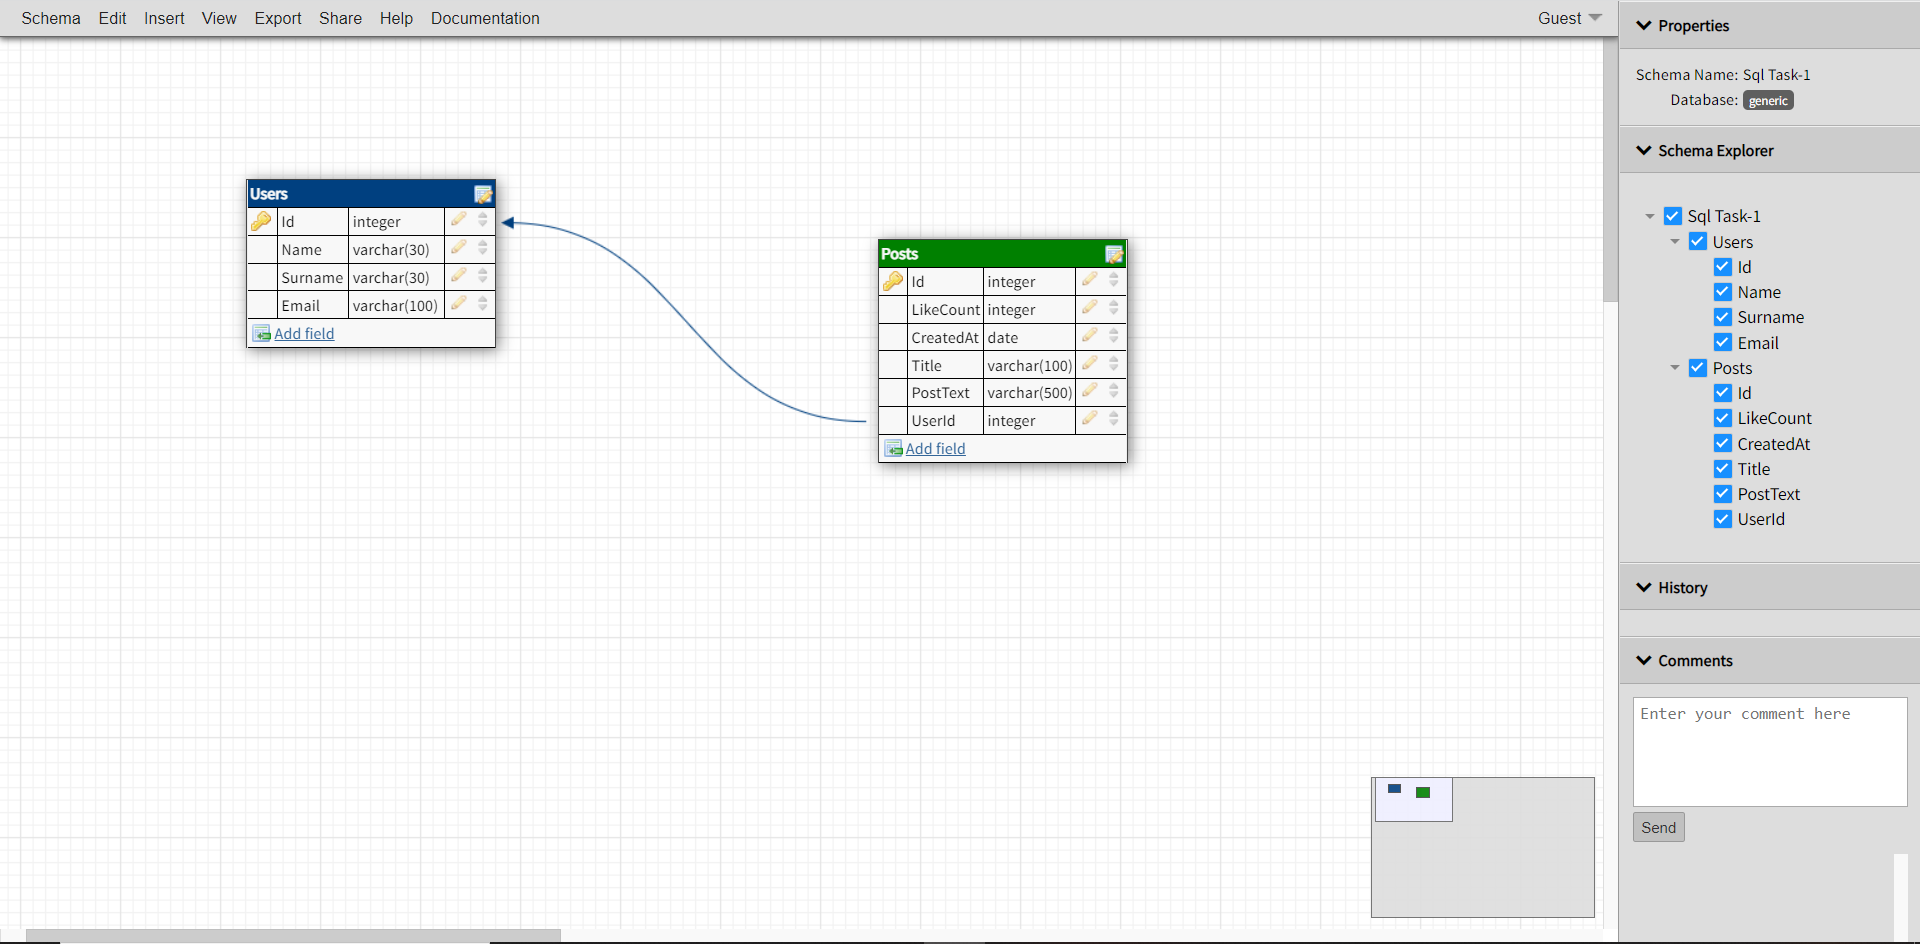 Schema Edit Insert View Export Share Help Documentation Guest
Users
Id integer
Name varchar(30)
Surname varchar(30)
Email varchar(100)
Add field
Posts
Id integer
LikeCount integer
CreatedAt date
Title varchar(100)
PostText varchar(500)
UserId integer
Add field
Properties
Schema Name: Sql Task-1
Database: generic
Schema Explorer
Sql Task-1
Users
Id
Name
Surname
Email
Posts
Id
LikeCount
CreatedAt
Title
PostText
UserId
History
Comments
Enter your comment here
Send